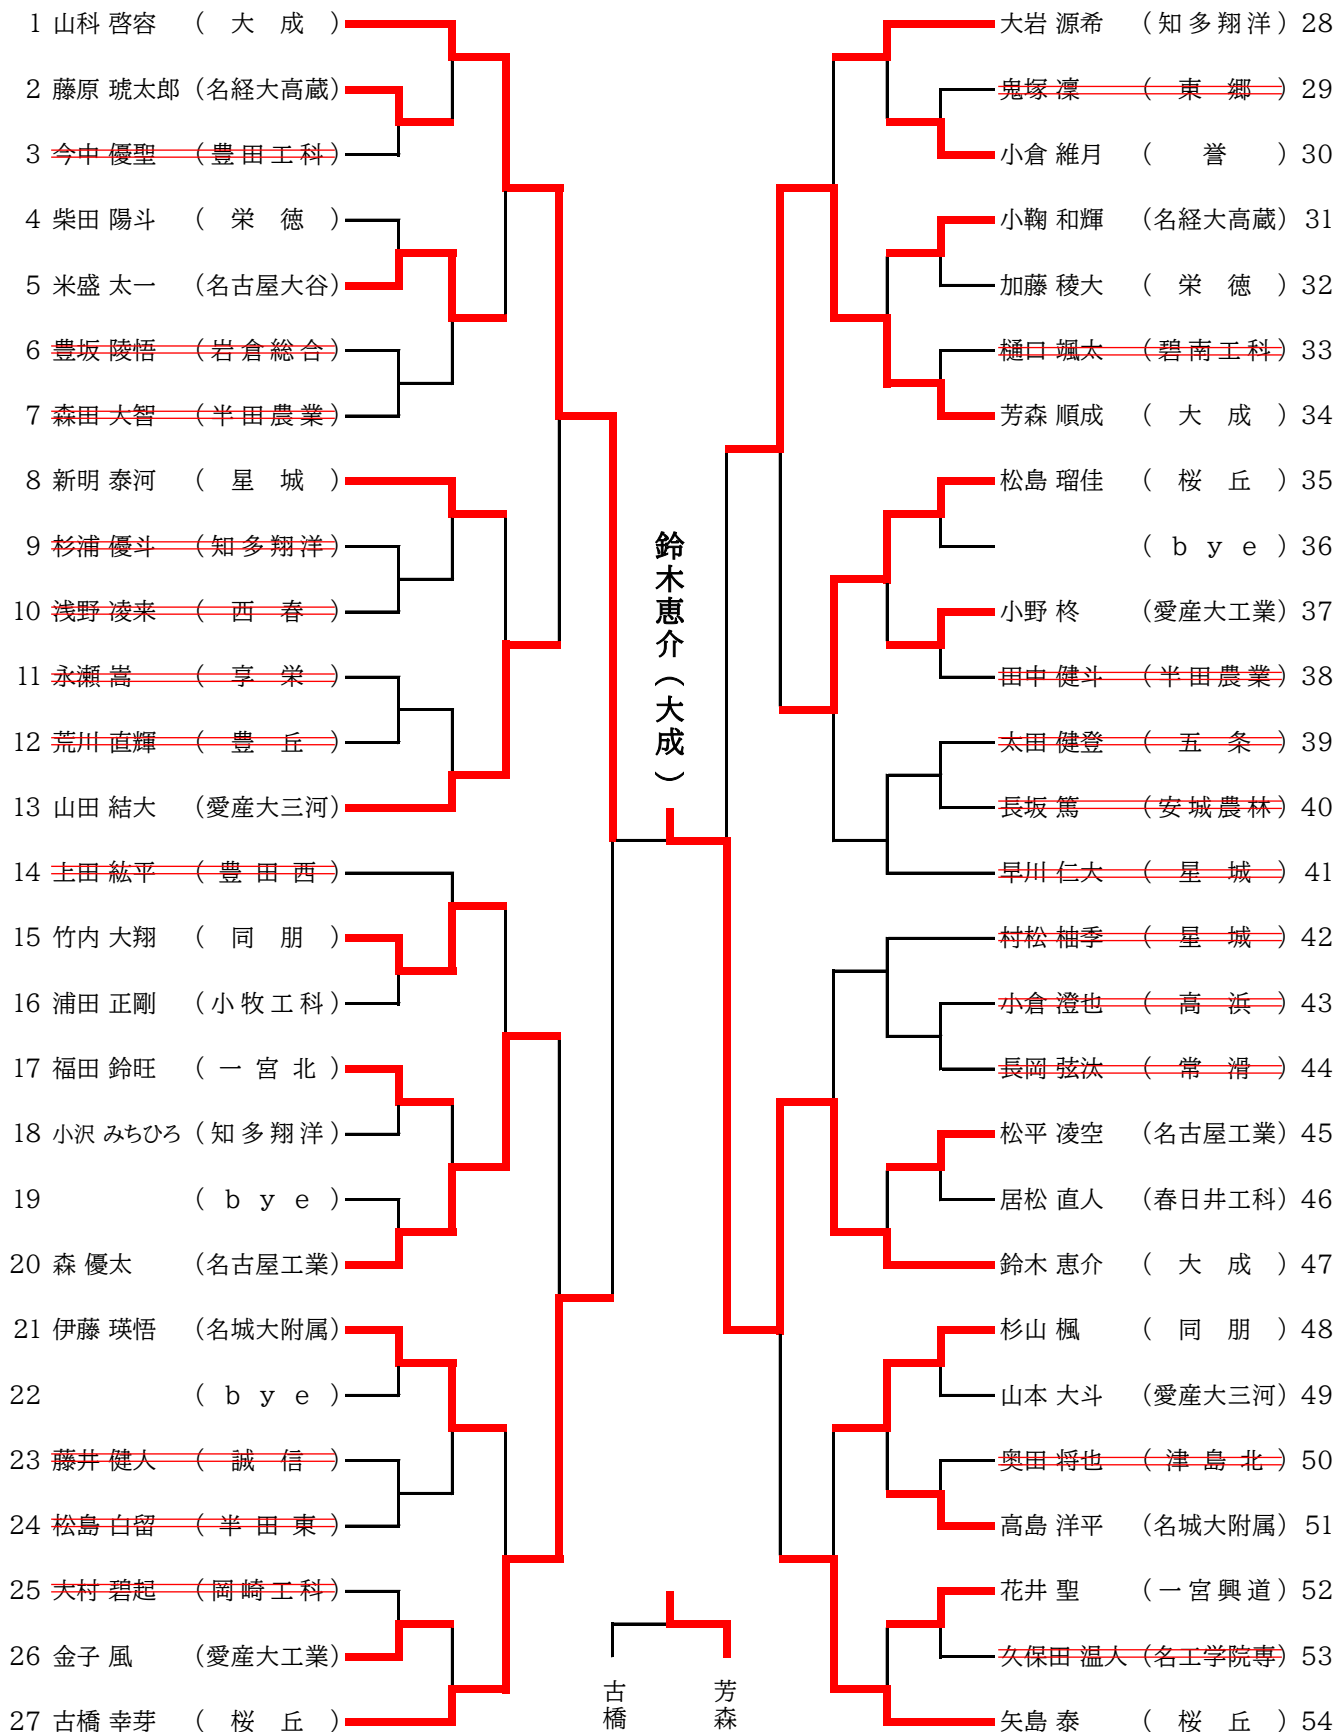 1 山科 啓容 （ 大 成 ）
2 藤原 琥太郎 （名経大高蔵）
3 今中 優聖 （豊田工科）
4 柴田 陽斗 （ 栄 徳 ）
5 米盛 太一 （名古屋大谷）
6 豊坂 陵悟 （岩倉総合）
7 森田 大智 （半田農業）
8 新明 泰河 （ 星 城 ）
9 杉浦 優斗 （知多翔洋）
10 浅野 凌来 （ 西 春 ）
11 永瀬 嵩 （ 享 栄 ）
12 荒川 直輝 （ 豊 丘 ）
13 山田 結大 （愛産大三河）
14 上田 紘平 （ 豊 田 西 ）
15 竹内 大翔 （ 同 朋 ）
16 浦田 正剛 （小牧工科）
17 福田 鈴旺 （ 一 宮 北 ）
18 小沢 みちひろ （知多翔洋）
19 （ b y e ）
20 森 優太 （名古屋工業）
21 伊藤 瑛悟 （名城大附属）
22 （ b y e ）
23 藤井 健人 （ 誠 信 ）
24 松島 白留 （ 半 田 東 ）
25 大村 碧起 （岡崎工科）
26 金子 風 （愛産大工業）
27 古橋 幸芽 （ 桜 丘 ）
鈴木恵介（大成）
古橋
芳森
大岩 源希 （知多翔洋） 28
鬼塚 凜 （ 東 郷 ） 29
小倉 維月 （ 誉 ） 30
小鞠 和輝 （名経大高蔵） 31
加藤 稜大 （ 栄 徳 ） 32
樋口 颯太 （碧南工科） 33
芳森 順成 （ 大 成 ） 34
松島 瑠佳 （ 桜 丘 ） 35
（ b y e ） 36
小野 柊 （愛産大工業） 37
田中 健斗 （半田農業） 38
太田 健登 （ 五 条 ） 39
長坂 篤 （安城農林） 40
早川 仁大 （ 星 城 ） 41
村松 柚季 （ 星 城 ） 42
小倉 澄也 （ 高 浜 ） 43
長岡 弦汰 （ 常 滑 ） 44
松平 凌空 （名古屋工業） 45
居松 直人 （春日井工科） 46
鈴木 恵介 （ 大 成 ） 47
杉山 楓 （ 同 朋 ） 48
山本 大斗 （愛産大三河） 49
奥田 将也 （ 津 島 北 ） 50
高島 洋平 （名城大附属） 51
花井 聖 （一宮興道） 52
久保田 温人 （名工学院専） 53
矢島 泰 （ 桜 丘 ） 54